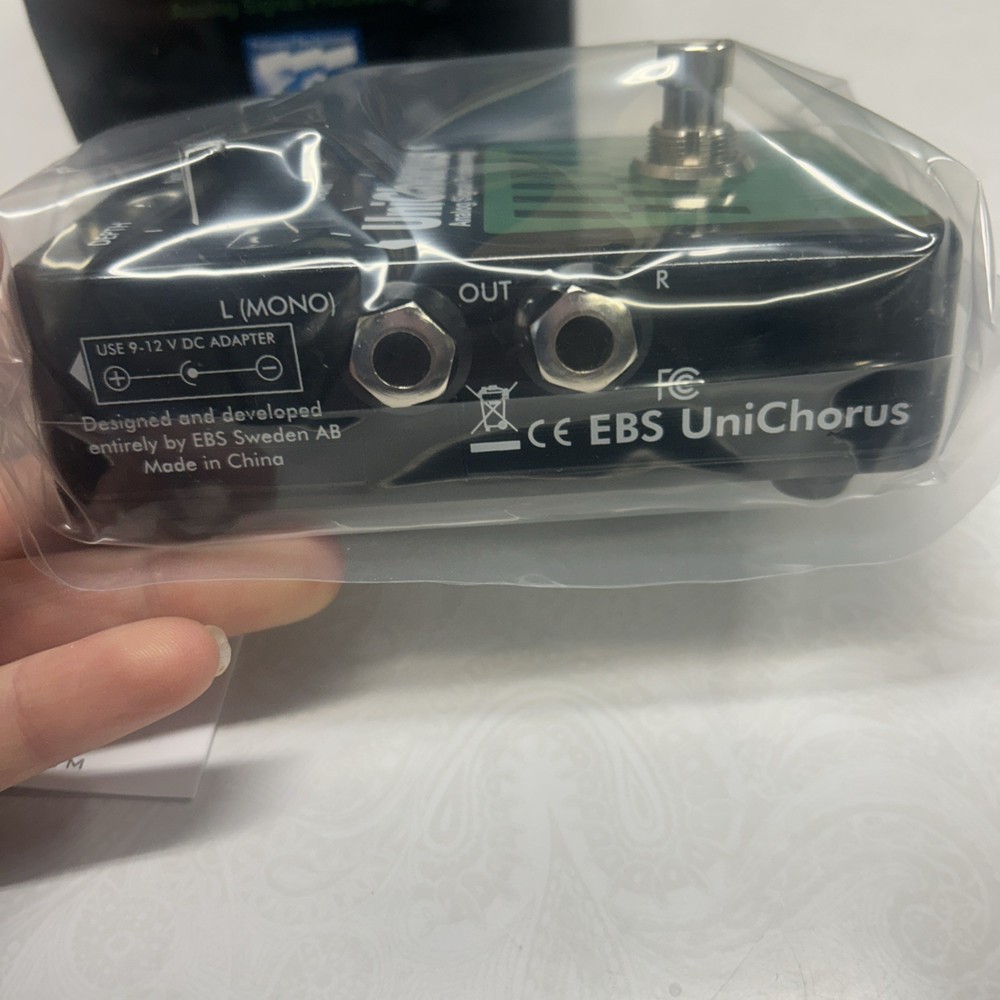 DEPTH
L (MONO)
OUT
R
USE 9-12 V DC ADAPTER
+
−
Designed and developed
entirely by EBS Sweden AB
Made in China
FC
CE EBS UniChorus